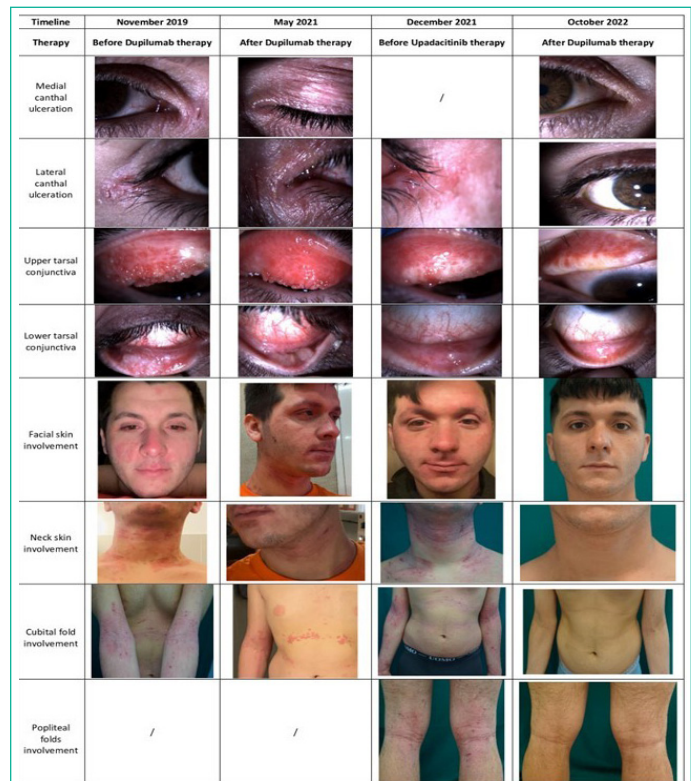 Timeline November 2019 May 2021 December 2021 October 2022
Therapy Before Dupilumab therapy After Dupilumab therapy Before Upadacitinib therapy After Dupilumab therapy
Medial
canthal
ulceration
/
Lateral
canthal
ulceration
Upper tarsal
conjunctiva
Lower tarsal
conjunctiva
Facial skin
involvement
Neck skin
involvement
Cubital fold
involvement
Popliteal
folds
involvement
/ /